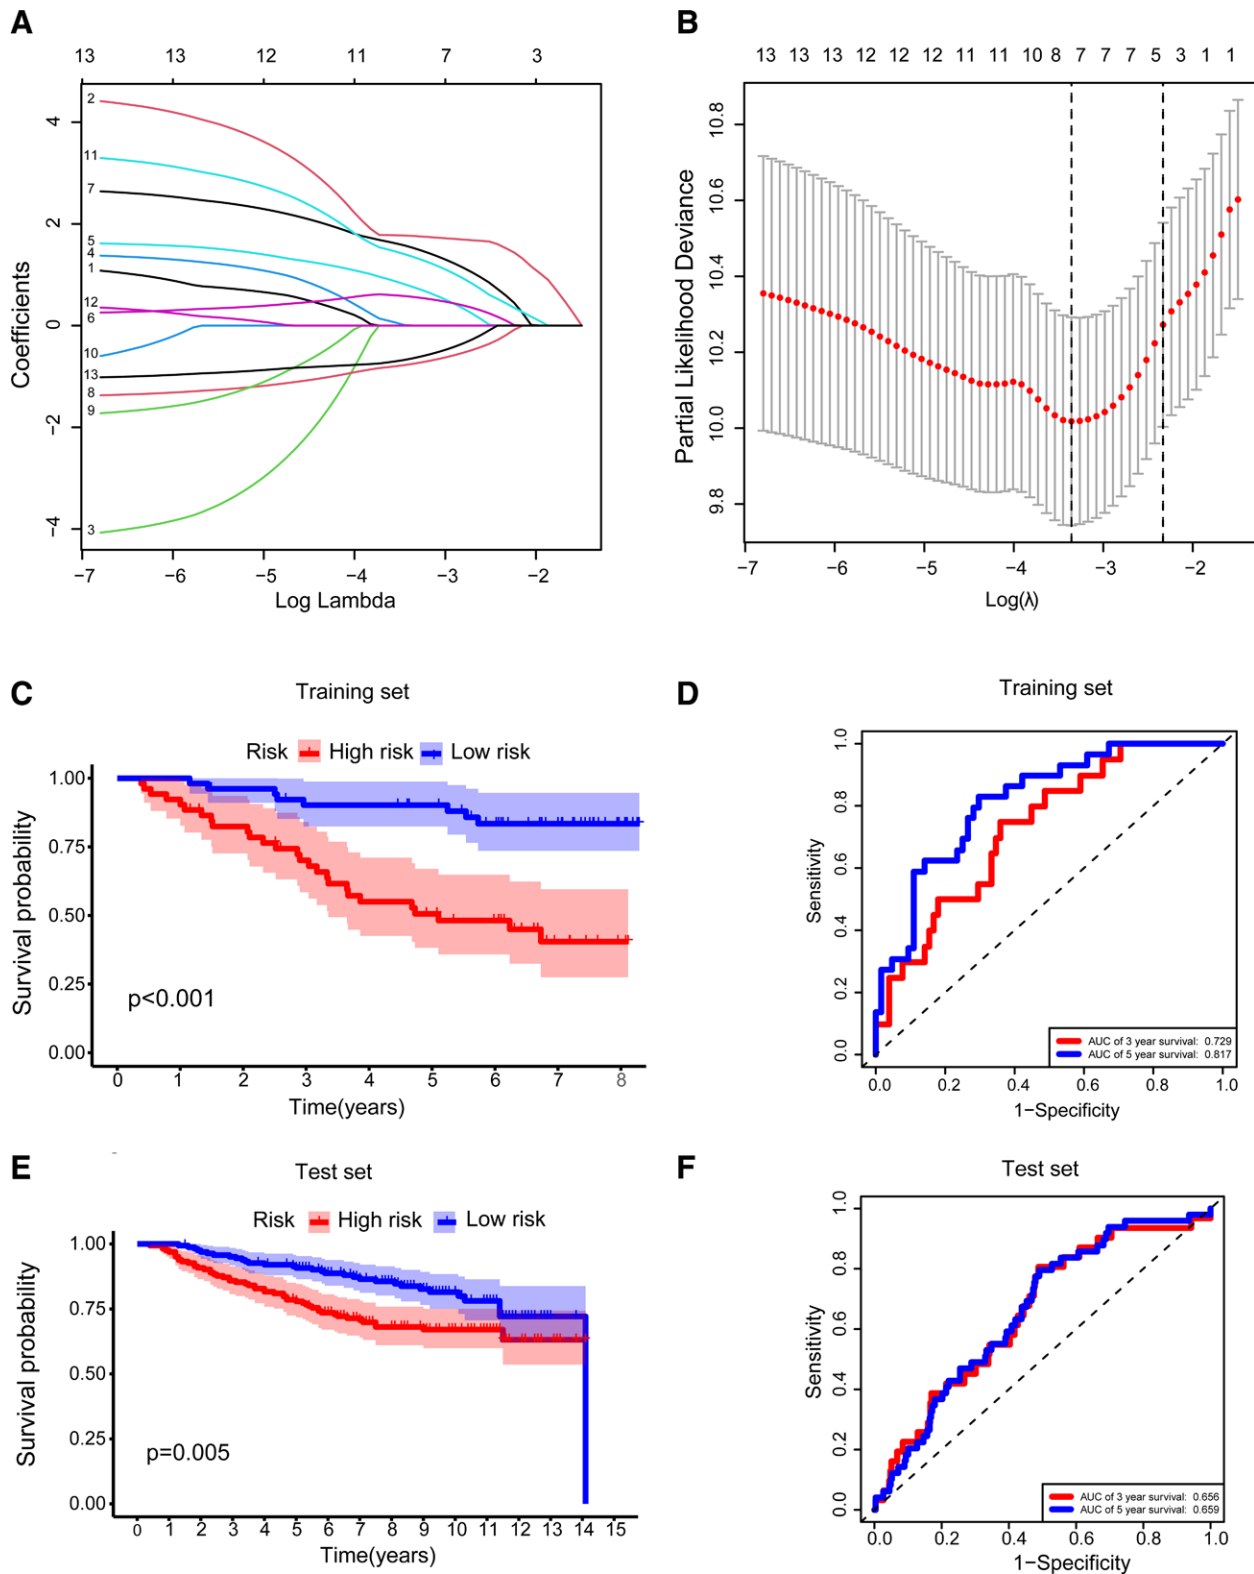 A
13 13 12 11 7 3
4
2
0
−2
−4
2
11
7
5
4
1
12
6
10
13
8
9
3
Coefficients
−7 −6 −5 −4 −3 −2
Log Lambda
B
13 13 13 12 12 12 11 11 10 8 7 7 7 5 3 1 1
10.8
10.6
10.4
10.2
10.0
9.8
Partial Likelihood Deviance
−7 −6 −5 −4 −3 −2
Log(λ)
C
Training set
Risk High risk Low risk
1.00
0.75
0.50
0.25
0.00
Survival probability
p<0.001
0 1 2 3 4 5 6 7 8
Time(years)
D
Training set
1.0
0.8
0.6
0.4
0.2
0.0
Sensitivity
AUC of 3 year survival: 0.729
AUC of 5 year survival: 0.817
0.0 0.2 0.4 0.6 0.8 1.0
1−Specificity
E
Test set
Risk High risk Low risk
1.00
0.75
0.50
0.25
0.00
Survival probability
p=0.005
0 1 2 3 4 5 6 7 8 9 10 11 12 13 14 15
Time(years)
F
Test set
1.0
0.8
0.6
0.4
0.2
0.0
Sensitivity
AUC of 3 year survival: 0.656
AUC of 5 year survival: 0.659
0.0 0.2 0.4 0.6 0.8 1.0
1−Specificity